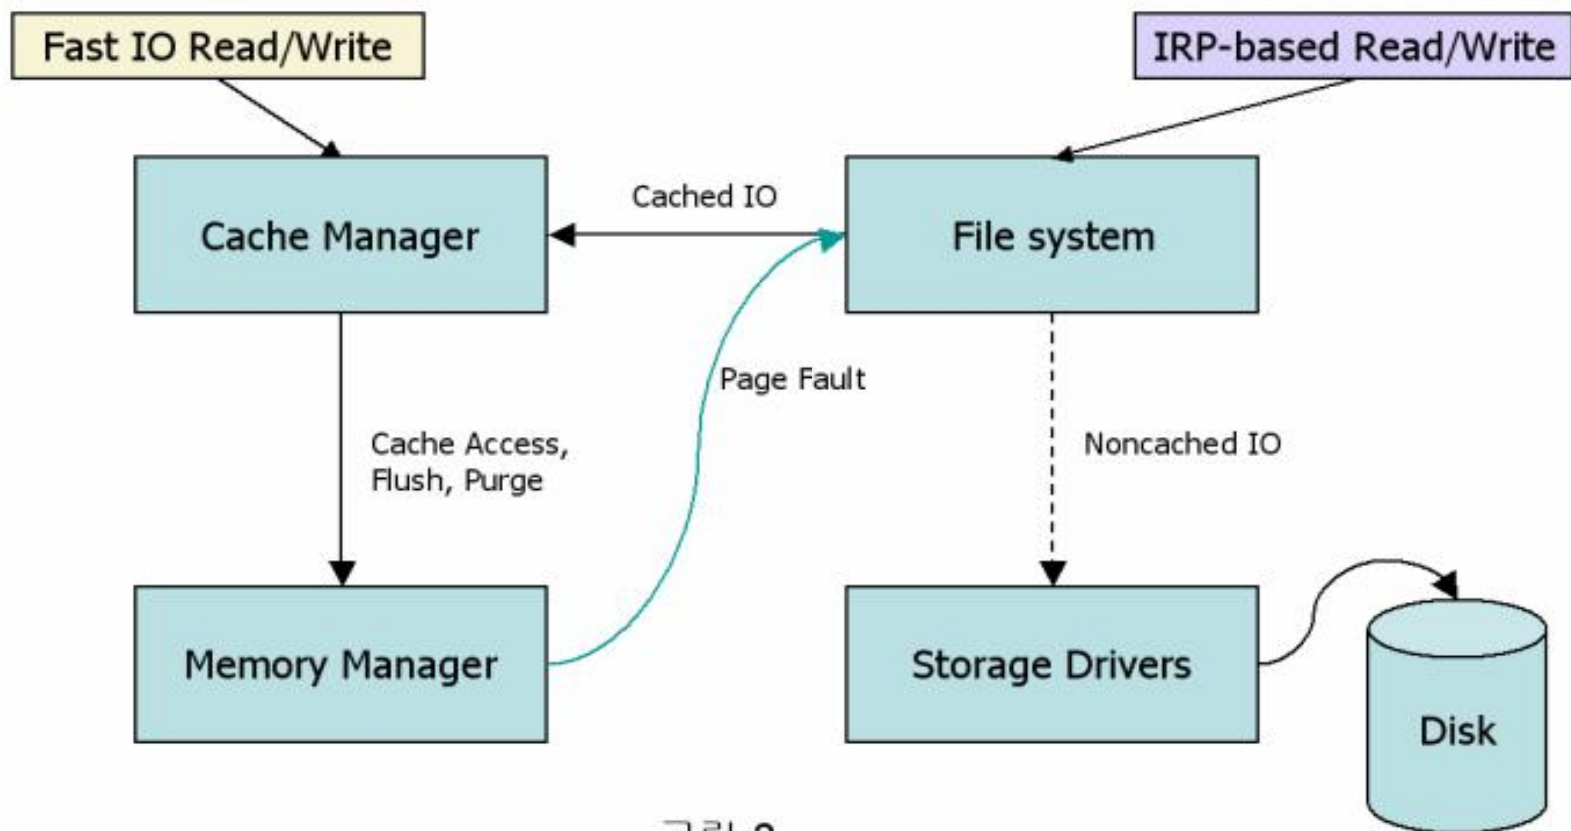 Fast IO Read/Write
IRP-based Read/Write
Cached IO
Cache Manager
File system
Page Fault
Cache Access,
Flush, Purge
Noncached IO
Memory Manager
Storage Drivers
Disk